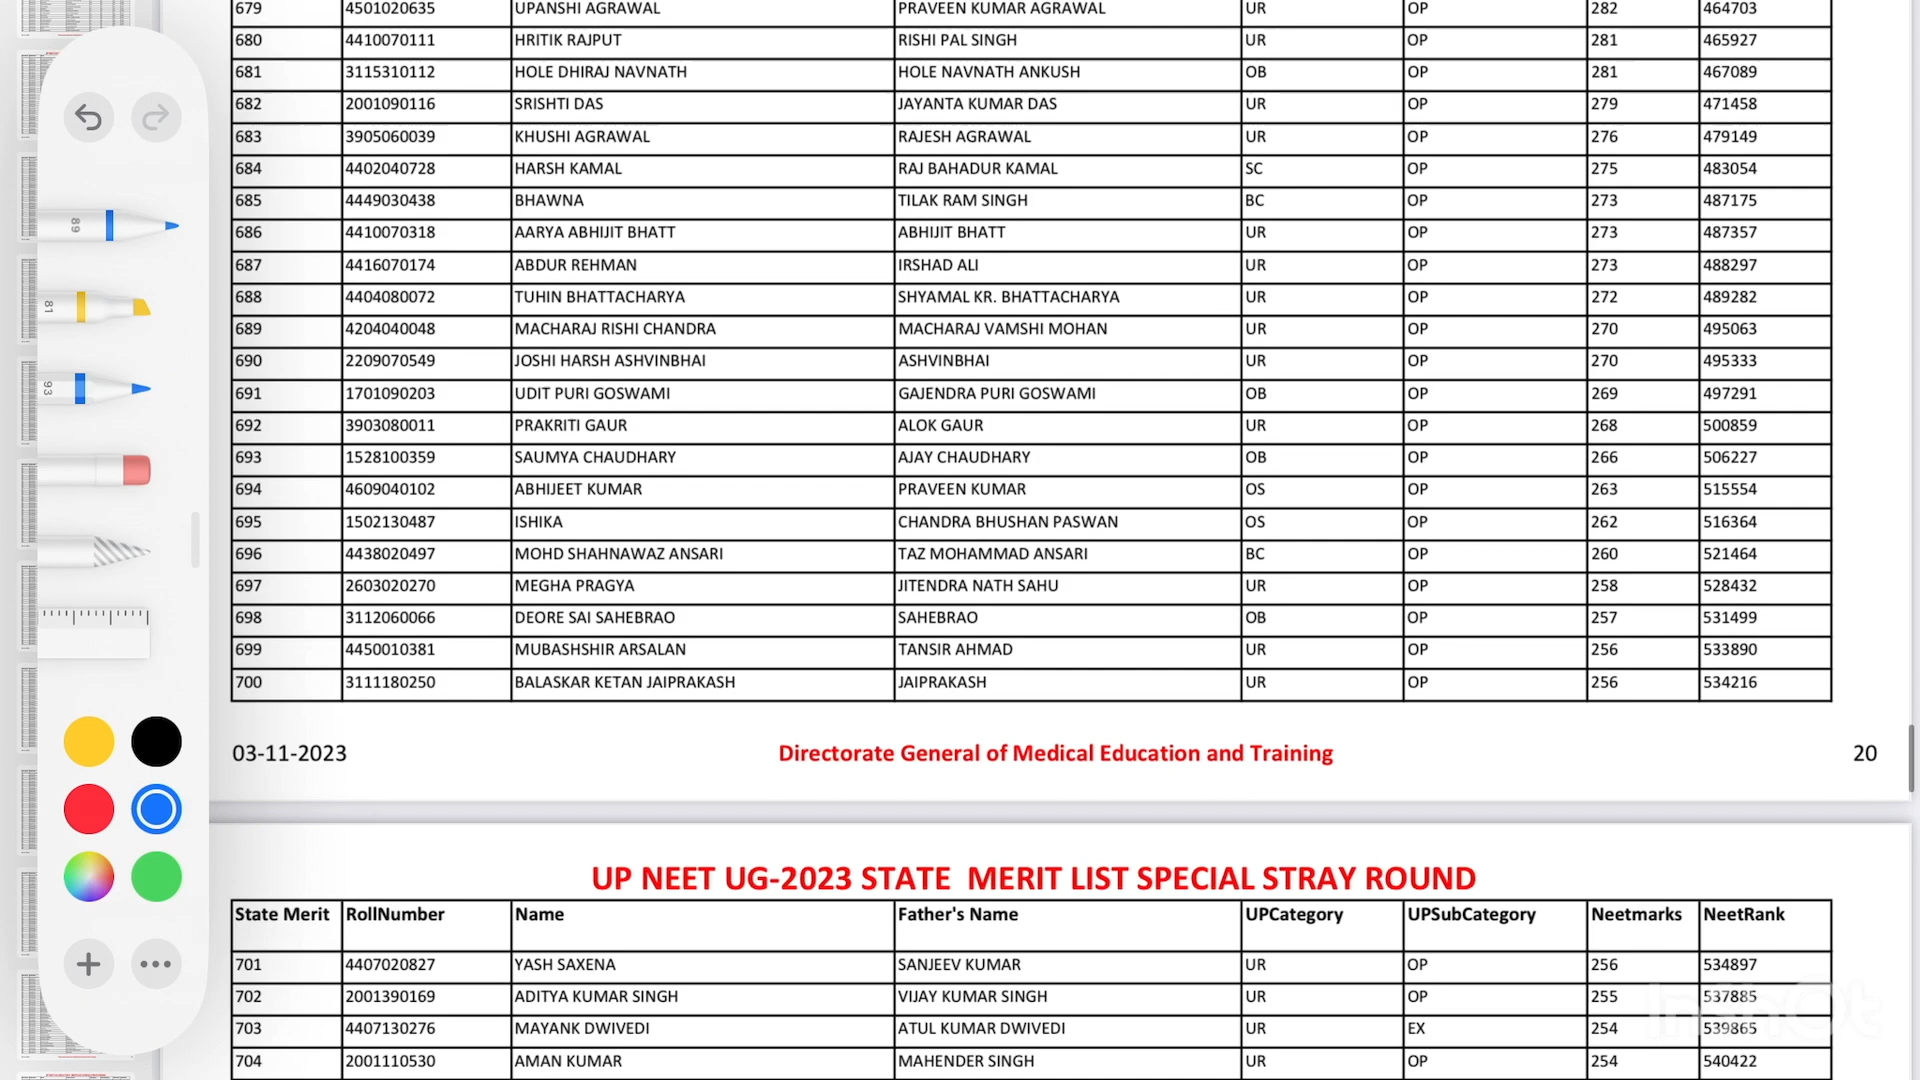 679 4501020635 UPANSHI AGRAWAL PRAVEEN KUMAR AGRAWAL UR OP 282 464703
680 4410070111 HRITIK RAJPUT RISHI PAL SINGH UR OP 281 465927
681 3115310112 HOLE DHIRAJ NAVNATH HOLE NAVNATH ANKUSH OB OP 281 467089
682 2001090116 SRISHTI DAS JAYANTA KUMAR DAS UR OP 279 471458
683 3905060039 KHUSHI AGRAWAL RAJESH AGRAWAL UR OP 276 479149
684 4402040728 HARSH KAMAL RAJ BAHADUR KAMAL SC OP 275 483054
685 4449030438 BHAWNA TILAK RAM SINGH BC OP 273 487175
686 4410070318 AARYA ABHIJIT BHATT ABHIJIT BHATT UR OP 273 487357
687 4416070174 ABDUR REHMAN IRSHAD ALI UR OP 273 488297
688 4404080072 TUHIN BHATTACHARYA SHYAMAL KR. BHATTACHARYA UR OP 272 489282
689 4204040048 MACHARAJ RISHI CHANDRA MACHARAJ VAMSHI MOHAN UR OP 270 495063
690 2209070549 JOSHI HARSH ASHVINBHAI ASHVINBHAI UR OP 270 495333
691 1701090203 UDIT PURI GOSWAMI GAJENDRA PURI GOSWAMI OB OP 269 497291
692 3903080011 PRAKRITI GAUR ALOK GAUR UR OP 268 500859
693 1528100359 SAUMYA CHAUDHARY AJAY CHAUDHARY OB OP 266 506227
694 4609040102 ABHIJEET KUMAR PRAVEEN KUMAR OS OP 263 515554
695 1502130487 ISHIKA CHANDRA BHUSHAN PASWAN OS OP 262 516364
696 4438020497 MOHD SHAHNAWAZ ANSARI TAZ MOHAMMAD ANSARI BC OP 260 521464
697 2603020270 MEGHA PRAGYA JITENDRA NATH SAHU UR OP 258 528432
698 3112060066 DEORE SAI SAHEBRAO SAHEBRAO OB OP 257 531499
699 4450010381 MUBASHSHIR ARSALAN TANSIR AHMAD UR OP 256 533890
700 3111180250 BALASKAR KETAN JAIPRAKASH JAIPRAKASH UR OP 256 534216
03-11-2023 Directorate General of Medical Education and Training 20
UP NEET UG-2023 STATE MERIT LIST SPECIAL STRAY ROUND
State Merit RollNumber Name Father's Name UPCategory UPSubCategory Neetmarks NeetRank
701 4407020827 YASH SAXENA SANJEEV KUMAR UR OP 256 534897
702 2001390169 ADITYA KUMAR SINGH VIJAY KUMAR SINGH UR OP 255 537885
703 4407130276 MAYANK DWIVEDI ATUL KUMAR DWIVEDI UR EX 254 539865
704 2001110530 AMAN KUMAR MAHENDER SINGH UR OP 254 540422
89
81
93